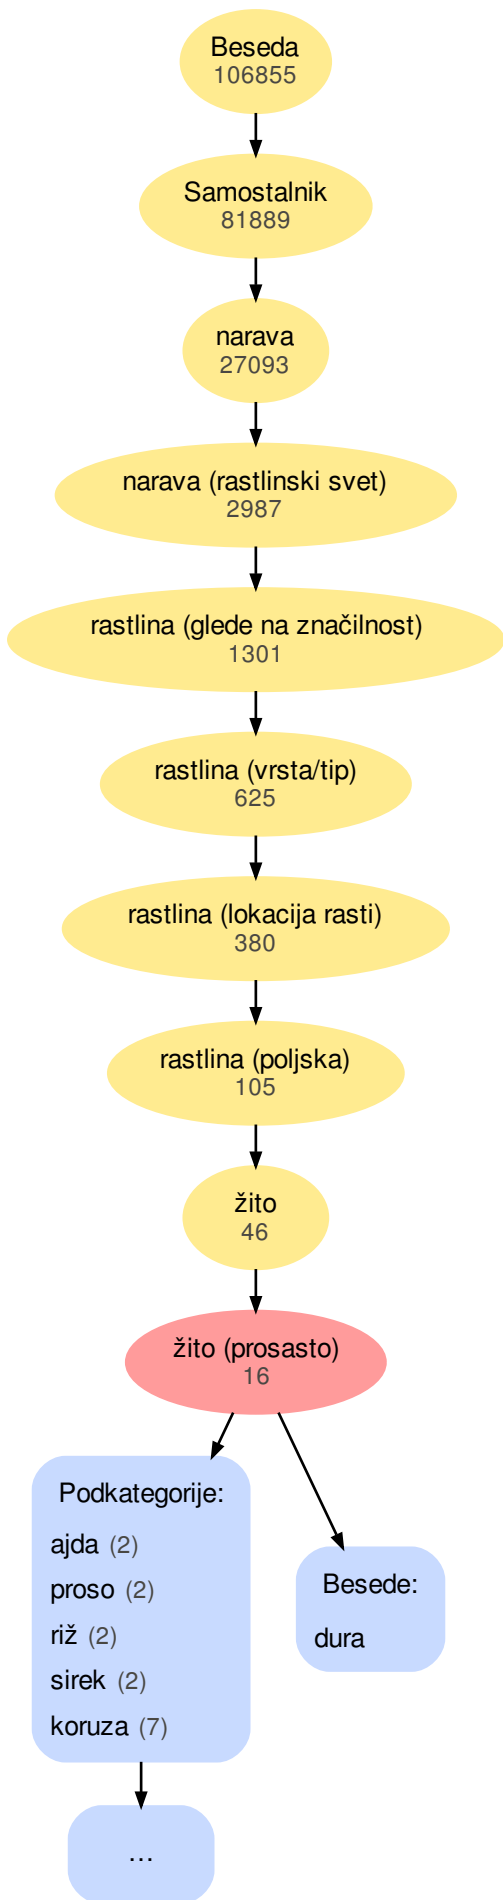 Beseda
106855
Samostalnik
81889
narava
27093
narava (rastlinski svet)
2987
rastlina (glede na značilnost)
1301
rastlina (vrsta/tip)
625
rastlina (lokacija rasti)
380
rastlina (poljska)
105
žito
46
žito (prosasto)
16
Podkategorije:
ajda (2)
proso (2)
riž (2)
sirek (2)
koruza (7)
Besede:
dura
…